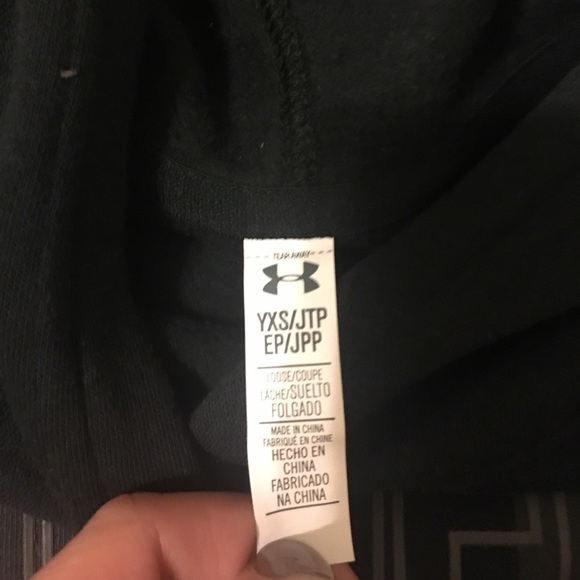 TEAR AWAY
YXS/JTP
EP/JPP
LOOSE/COUPE
LACHE/SUELTO
FOLGADO
MADE IN CHINA
FABRIQUÉ EN CHINE
HECHO EN
CHINA
FABRICADO
NA CHINA